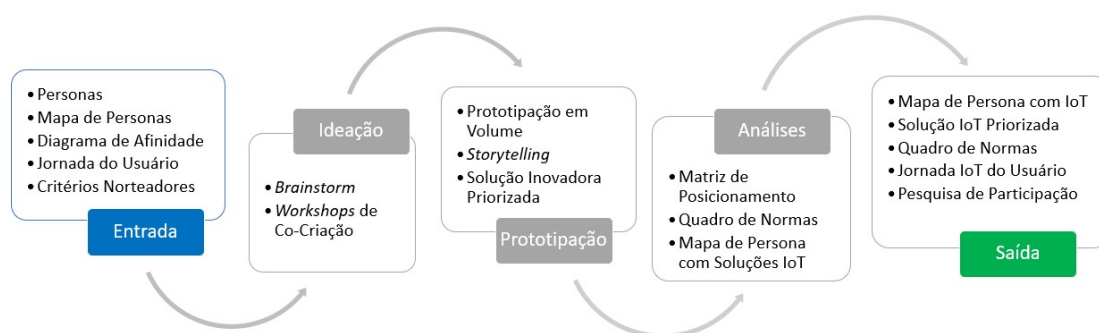 • Personas
• Mapa de Personas
• Diagrama de Afinidade
• Jornada do Usuário
• Critérios Norteadores
Entrada
Ideação
• Brainstorm
• Workshops de
Co-Criação
• Prototipação em
Volume
• Storytelling
• Solução Inovadora
Priorizada
Prototipação
Análises
• Matriz de
Posicionamento
• Quadro de Normas
• Mapa de Persona
com Soluções IoT
• Mapa de Persona com IoT
• Solução IoT Priorizada
• Quadro de Normas
• Jornada IoT do Usuário
• Pesquisa de Participação
Saída